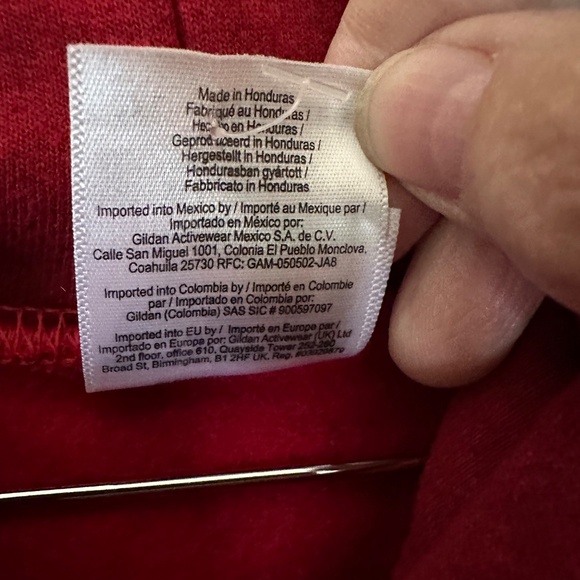 Made in Honduras
Fabriqué au Honduras /
Hecho en Honduras /
Geproduceerd in Honduras /
Hergestellt in Honduras /
Hondurasban gyártott /
Fabbricato in Honduras
Imported into Mexico by / Importé au Mexique par /
Importado en México por:
Gildan Activewear Mexico S.A. de C.V.
Calle San Miguel 1001, Colonia El Pueblo Monclova,
Coahuila 25730 RFC: GAM-050502-JA8
Imported into Colombia by / Importé en Colombie
par / Importado en Colombia por:
Gildan (Colombia) SAS SIC # 900597097
Imported into EU by / Importé en Europe par /
Importado en Europa por: Gildan Activewear (UK) Ltd
2nd floor, office 610, Quayside Tower 252-260
Broad St, Birmingham, B1 2HF UK, Reg.